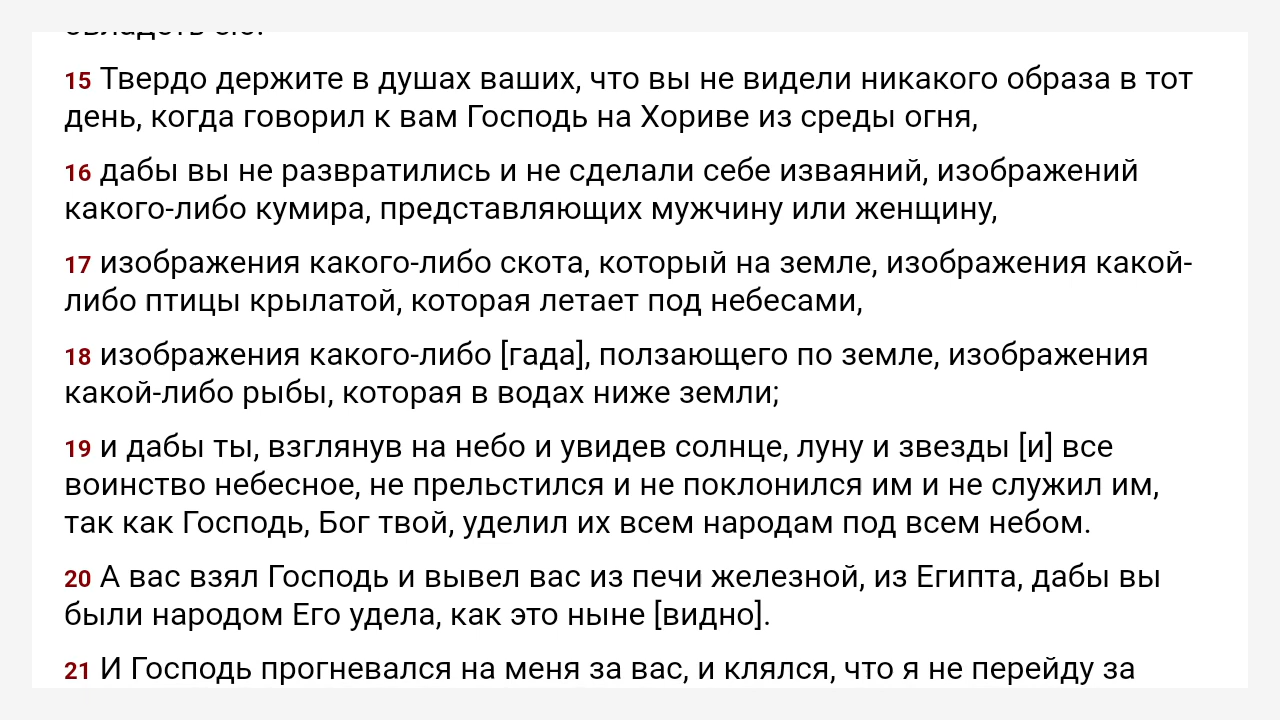 15 Твердо держите в душах ваших, что вы не видели никакого образа в тот
день, когда говорил к вам Господь на Хориве из среды огня,
16 дабы вы не развратились и не сделали себе изваяний, изображений
какого-либо кумира, представляющих мужчину или женщину,
17 изображения какого-либо скота, который на земле, изображения какой-
либо птицы крылатой, которая летает под небесами,
18 изображения какого-либо [гада], ползающего по земле, изображения
какой-либо рыбы, которая в водах ниже земли;
19 и дабы ты, взглянув на небо и увидев солнце, луну и звезды [и] все
воинство небесное, не прельстился и не поклонился им и не служил им,
так как Господь, Бог твой, уделил их всем народам под всем небом.
20 А вас взял Господь и вывел вас из печи железной, из Египта, дабы вы
были народом Его удела, как это ныне [видно].
21 И Господь прогневался на меня за вас, и клялся, что я не перейду за